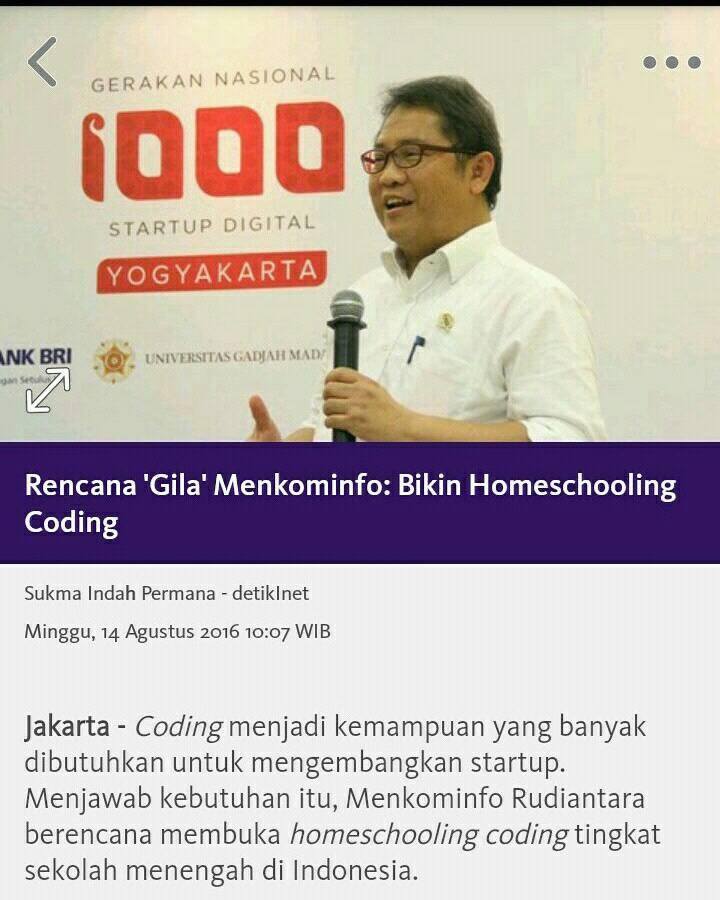 GERAKAN NASIONAL
1000
STARTUP DIGITAL
YOGYAKARTA
ANK BRI
UNIVERSITAS GADJAH MADA
Rencana 'Gila' Menkominfo: Bikin Homeschooling
Coding
Sukma Indah Permana - detikInet
Minggu, 14 Agustus 2016 10:07 WIB
Jakarta - Coding menjadi kemampuan yang banyak
dibutuhkan untuk mengembangkan startup.
Menjawab kebutuhan itu, Menkominfo Rudiantara
berencana membuka homeschooling coding tingkat
sekolah menengah di Indonesia.